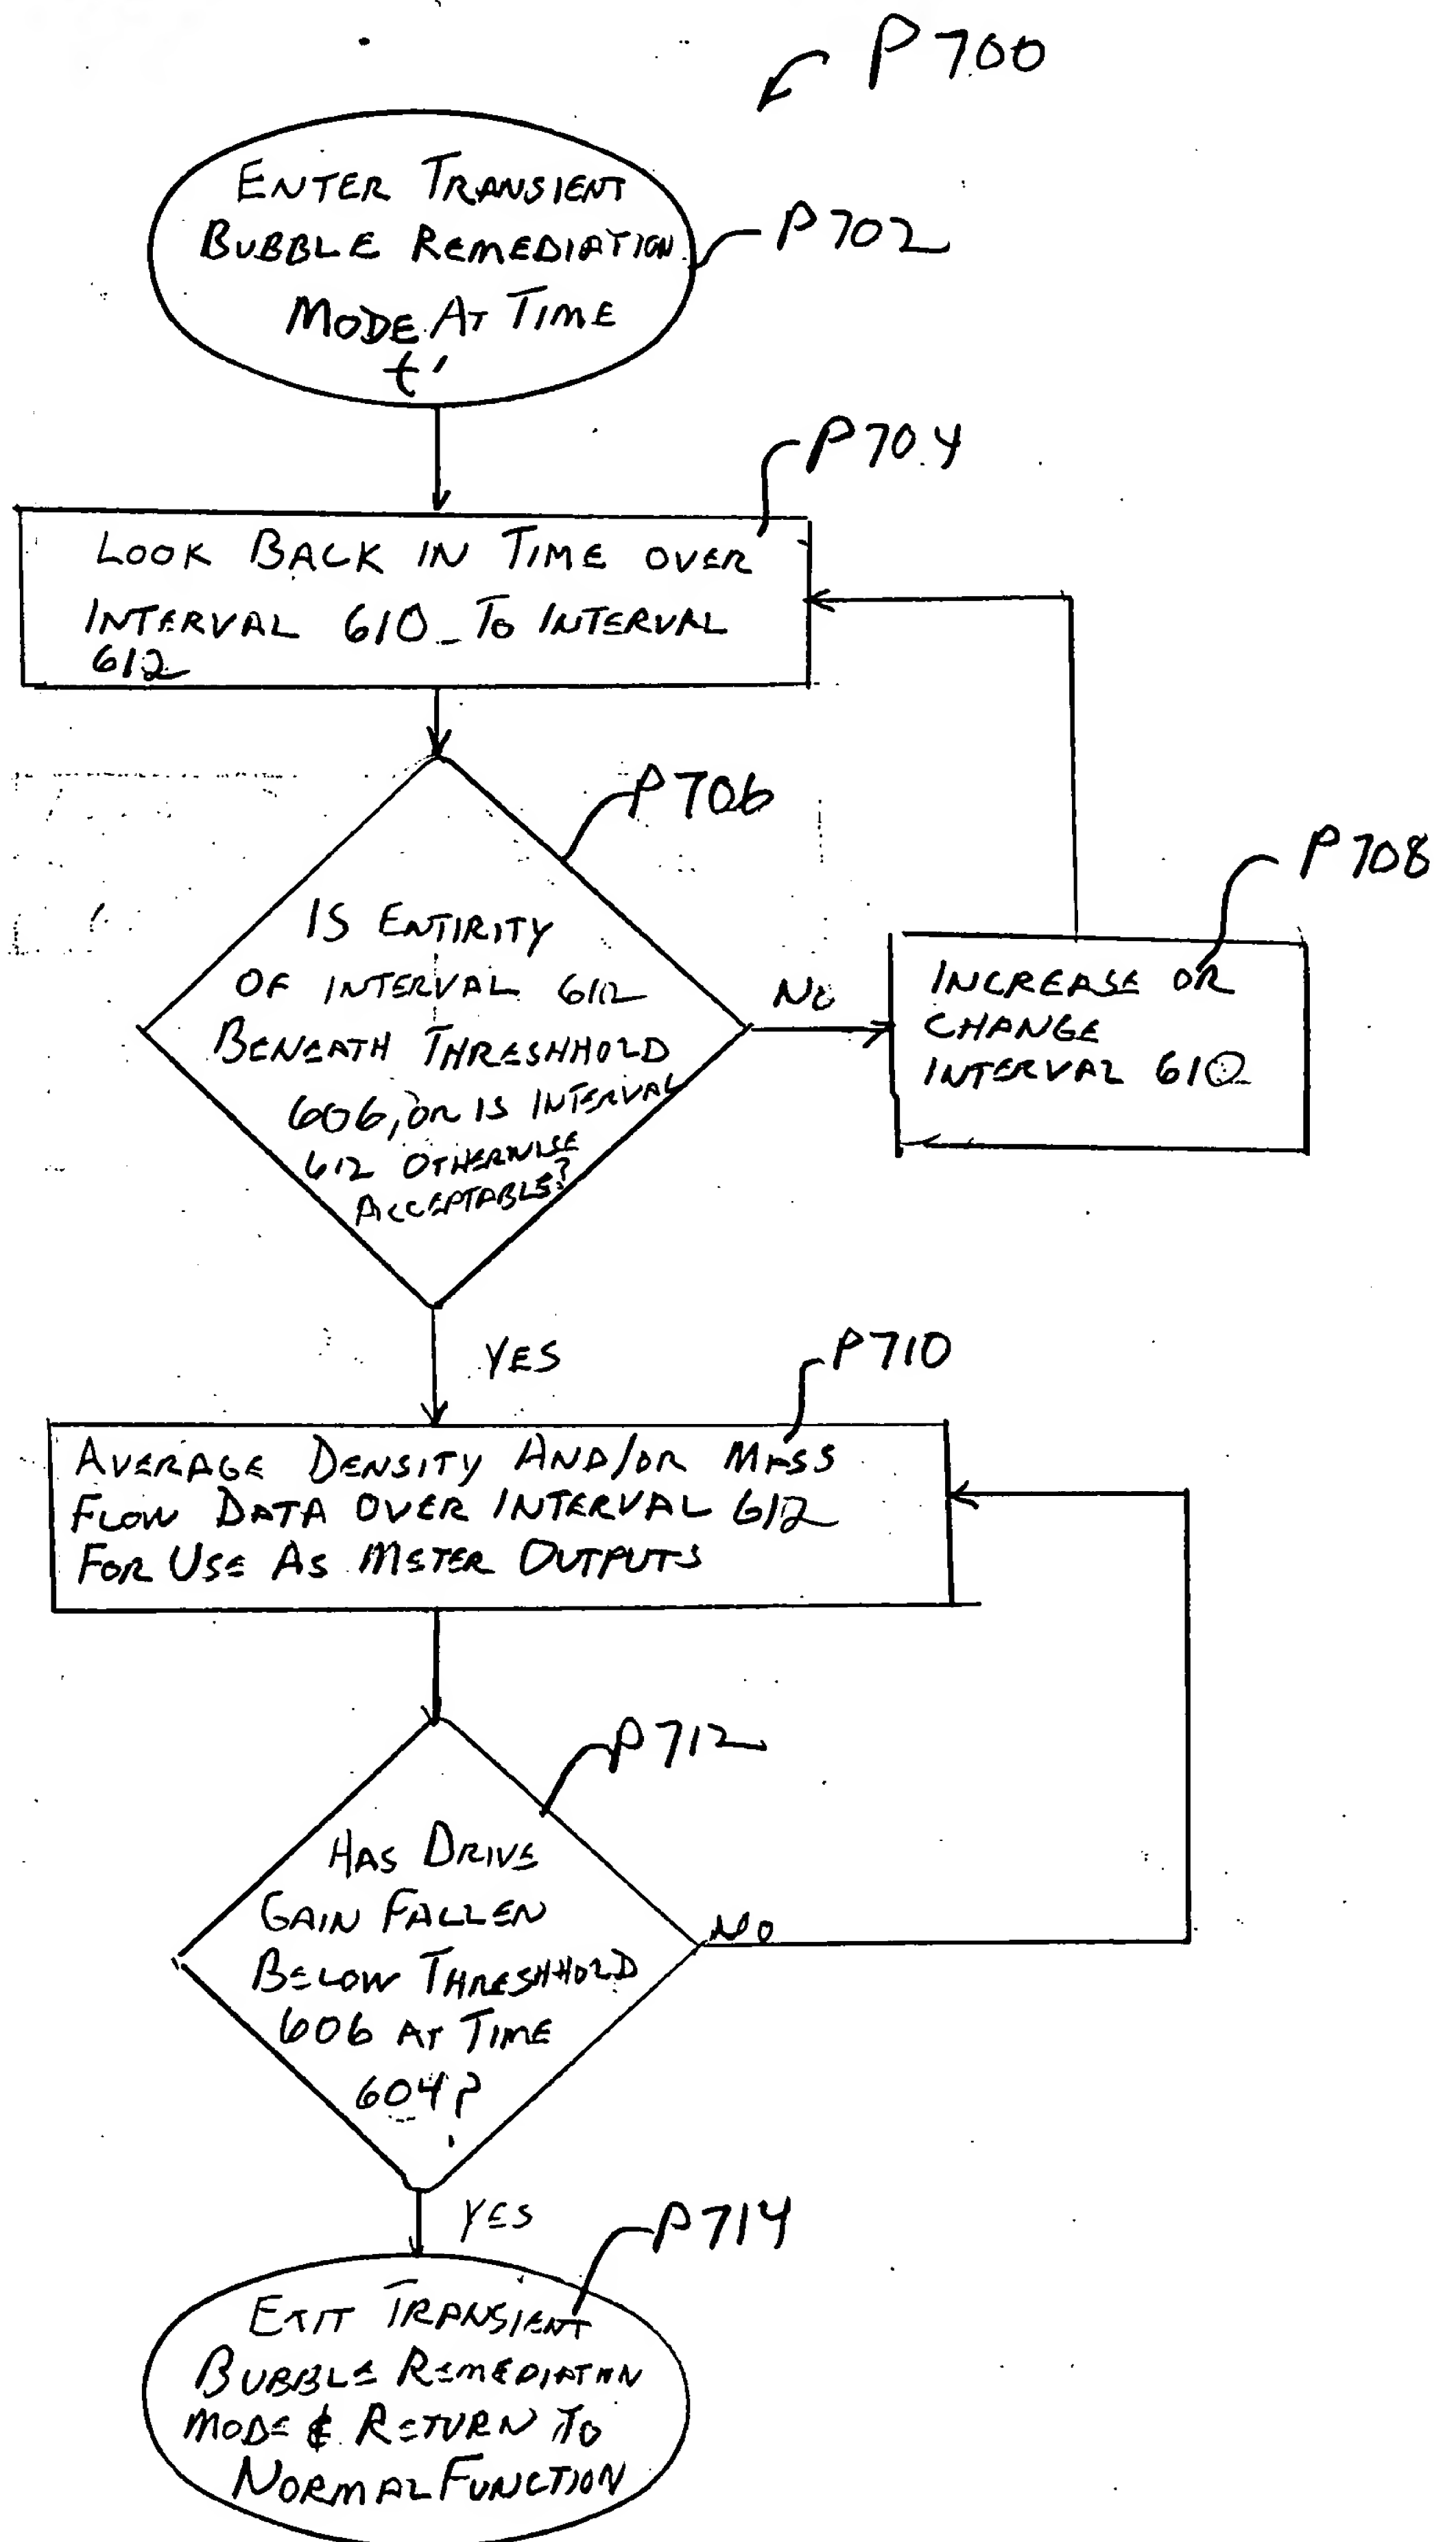 P700
ENTER TRANSIENT
BUBBLE REMEDIATION
MODE AT TIME
t'
P702
P704
LOOK BACK IN TIME OVER
INTERVAL 610 TO INTERVAL
612
P706
IS ENTIRITY
OF INTERVAL 612
BENEATH THRESHHOLD
606, OR IS INTERVAL
612 OTHERWISE
ACCEPTABLE?
NO
P708
INCREASE OR
CHANGE
INTERVAL 610
YES
P710
AVERAGE DENSITY AND/OR MASS
FLOW DATA OVER INTERVAL 612
FOR USE AS METER OUTPUTS
P712
HAS DRIVE
GAIN FALLEN
BELOW THRESHHOLD
606 AT TIME
604?
NO
YES
P714
EXIT TRANSIENT
BUBBLE REMEDIATION
MODE & RETURN TO
NORMAL FUNCTION